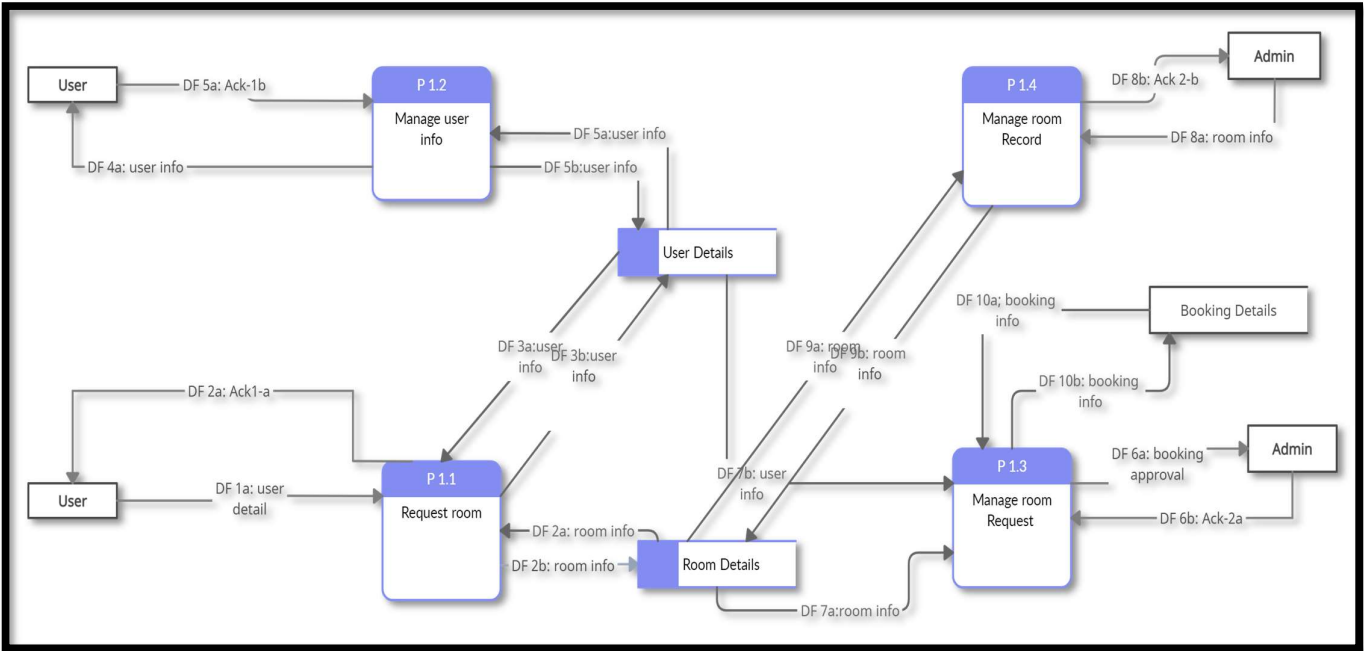 Admin
User
DF 5a: Ack-1b
P 1.2
P 1.4
DF 8b: Ack 2-b
Manage user
info
Manage room
Record
DF 5a:user info
DF 8a: room info
DF 4a: user info
DF 5b:user info
User Details
DF 10a; booking
info
Booking Details
DF 3a:user
info
DF 3b:user
info
DF 9a: room
info
DF 9b: room
info
DF 2a: Ack1-a
DF 10b: booking
info
DF 6a: booking
approval
Admin
P 1.1
P 1.3
DF 7b: user
info
User
DF 1a: user
detail
Request room
Manage room
Request
DF 6b: Ack-2a
DF 2a: room info
DF 2b: room info
Room Details
DF 7a:room info